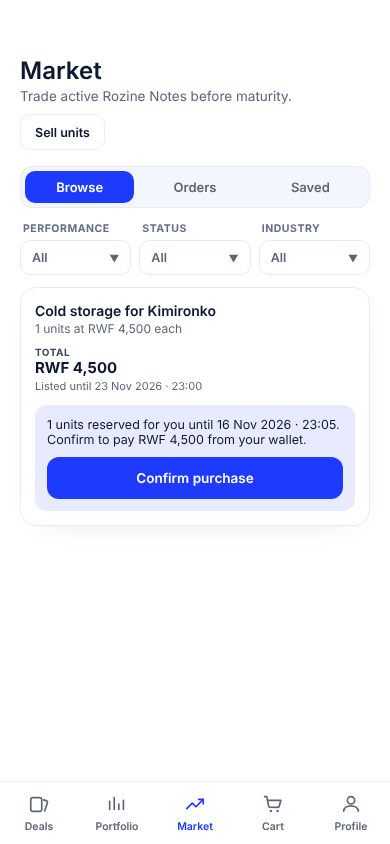 Market
Trade active Rozine Notes before maturity.
Sell units
Browse Orders Saved
PERFORMANCE STATUS INDUSTRY
All ▼ All ▼ All ▼
Cold storage for Kimironko
1 units at RWF 4,500 each
TOTAL
RWF 4,500
Listed until 23 Nov 2026 · 23:00
1 units reserved for you until 16 Nov 2026 · 23:05.
Confirm to pay RWF 4,500 from your wallet.
Confirm purchase
Deals Portfolio Market Cart Profile